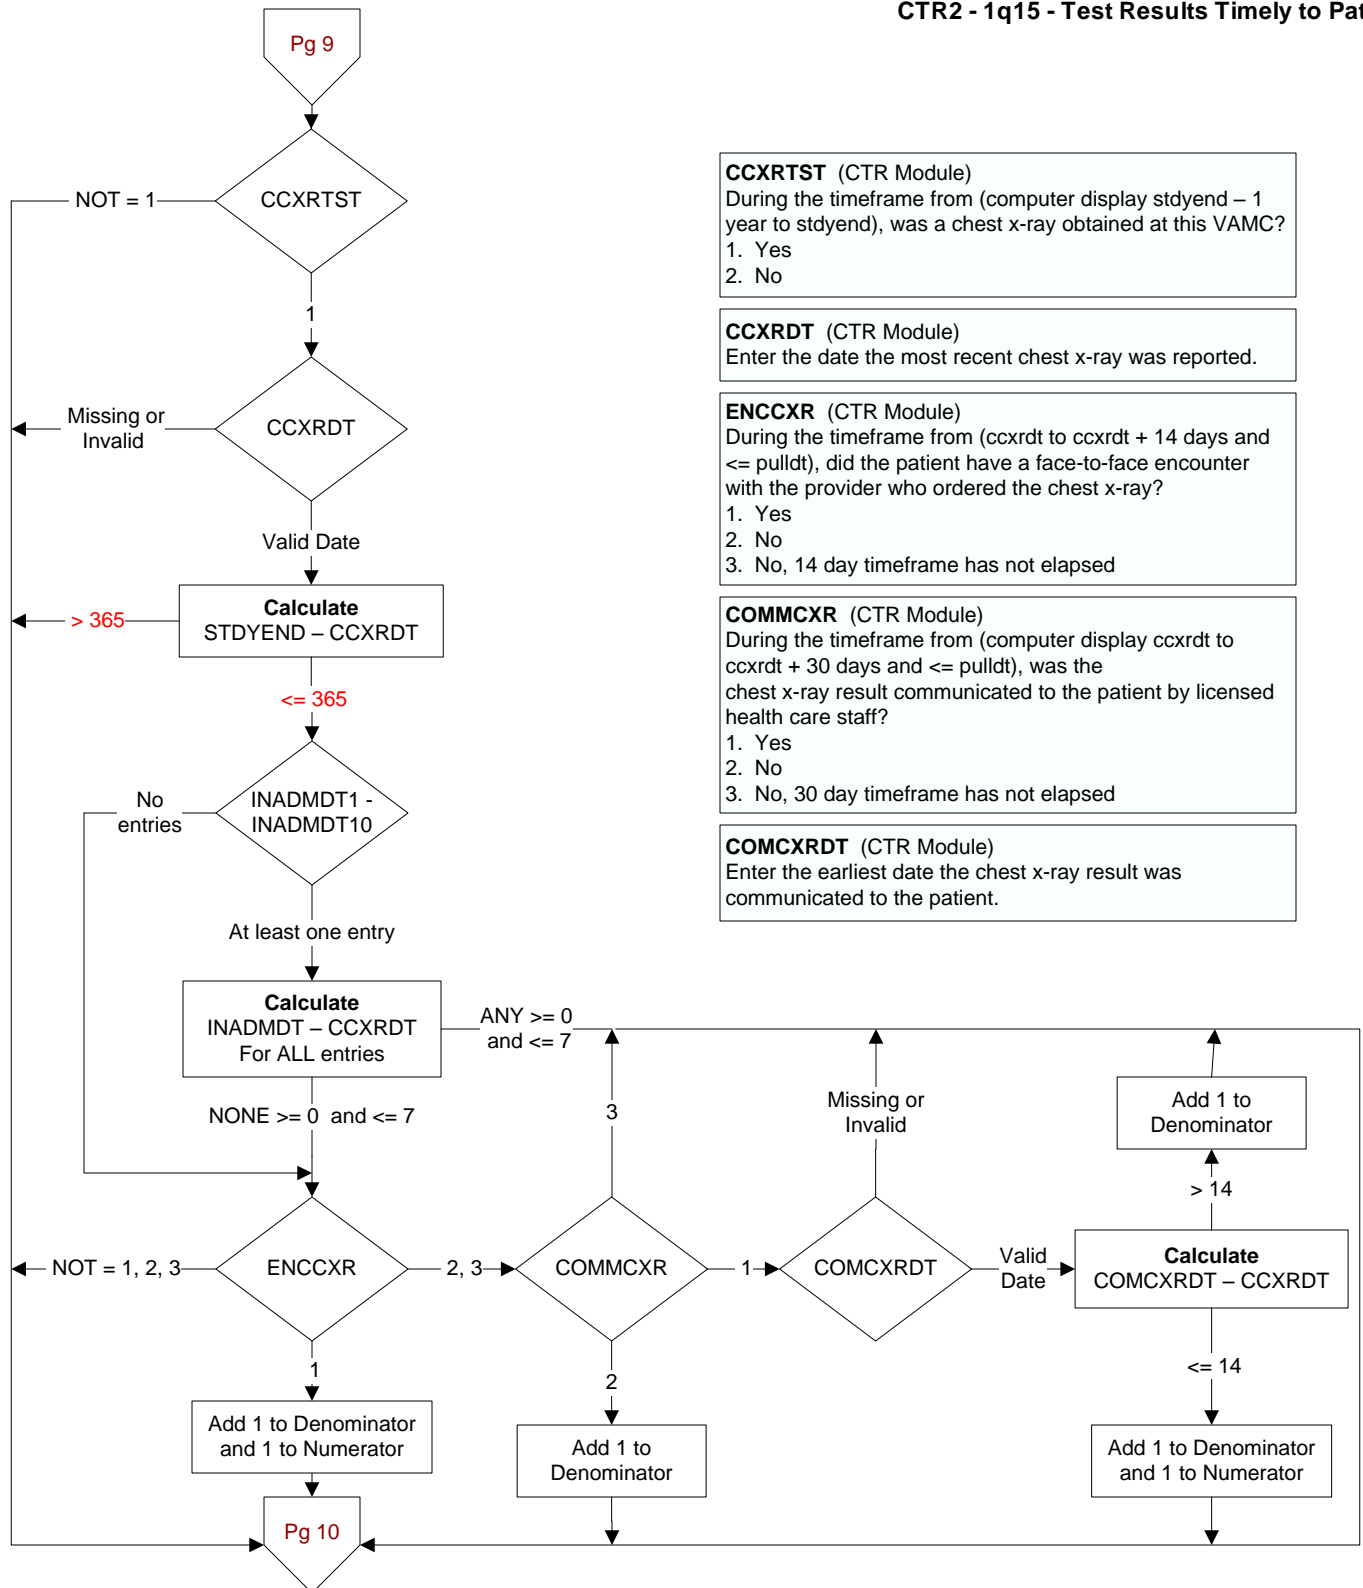 CTR2 - 1q15 - Test Results Timely to Pat
Pg 9
CCXRTST
NOT = 1
1
CCXRTST (CTR Module)
During the timeframe from (computer display stdyend – 1
year to stdyend), was a chest x-ray obtained at this VAMC?
1. Yes
2. No
CCXRDT (CTR Module)
Enter the date the most recent chest x-ray was reported.
CCXRDT
Missing or
Invalid
Valid Date
ENCCXR (CTR Module)
During the timeframe from (ccxrdt to ccxrdt + 14 days and
<= pulldt), did the patient have a face-to-face encounter
with the provider who ordered the chest x-ray?
1. Yes
2. No
3. No, 14 day timeframe has not elapsed
Calculate
STDYEND – CCXRDT
> 365
<= 365
COMMCXR (CTR Module)
During the timeframe from (computer display ccxrdt to
ccxrdt + 30 days and <= pulldt), was the
chest x-ray result communicated to the patient by licensed
health care staff?
1. Yes
2. No
3. No, 30 day timeframe has not elapsed
INADMDT1 -
INADMDT10
No
entries
At least one entry
COMCXRDT (CTR Module)
Enter the earliest date the chest x-ray result was
communicated to the patient.
Calculate
INADMDT – CCXRDT
For ALL entries
ANY >= 0
and <= 7
NONE >= 0 and <= 7
3
Missing or
Invalid
Add 1 to
Denominator
> 14
NOT = 1, 2, 3
ENCCXR
2, 3
COMMCXR
1
COMCXRDT
Valid
Date
Calculate
COMCXRDT – CCXRDT
1
2
<= 14
Add 1 to Denominator
and 1 to Numerator
Add 1 to
Denominator
Add 1 to Denominator
and 1 to Numerator
Pg 10